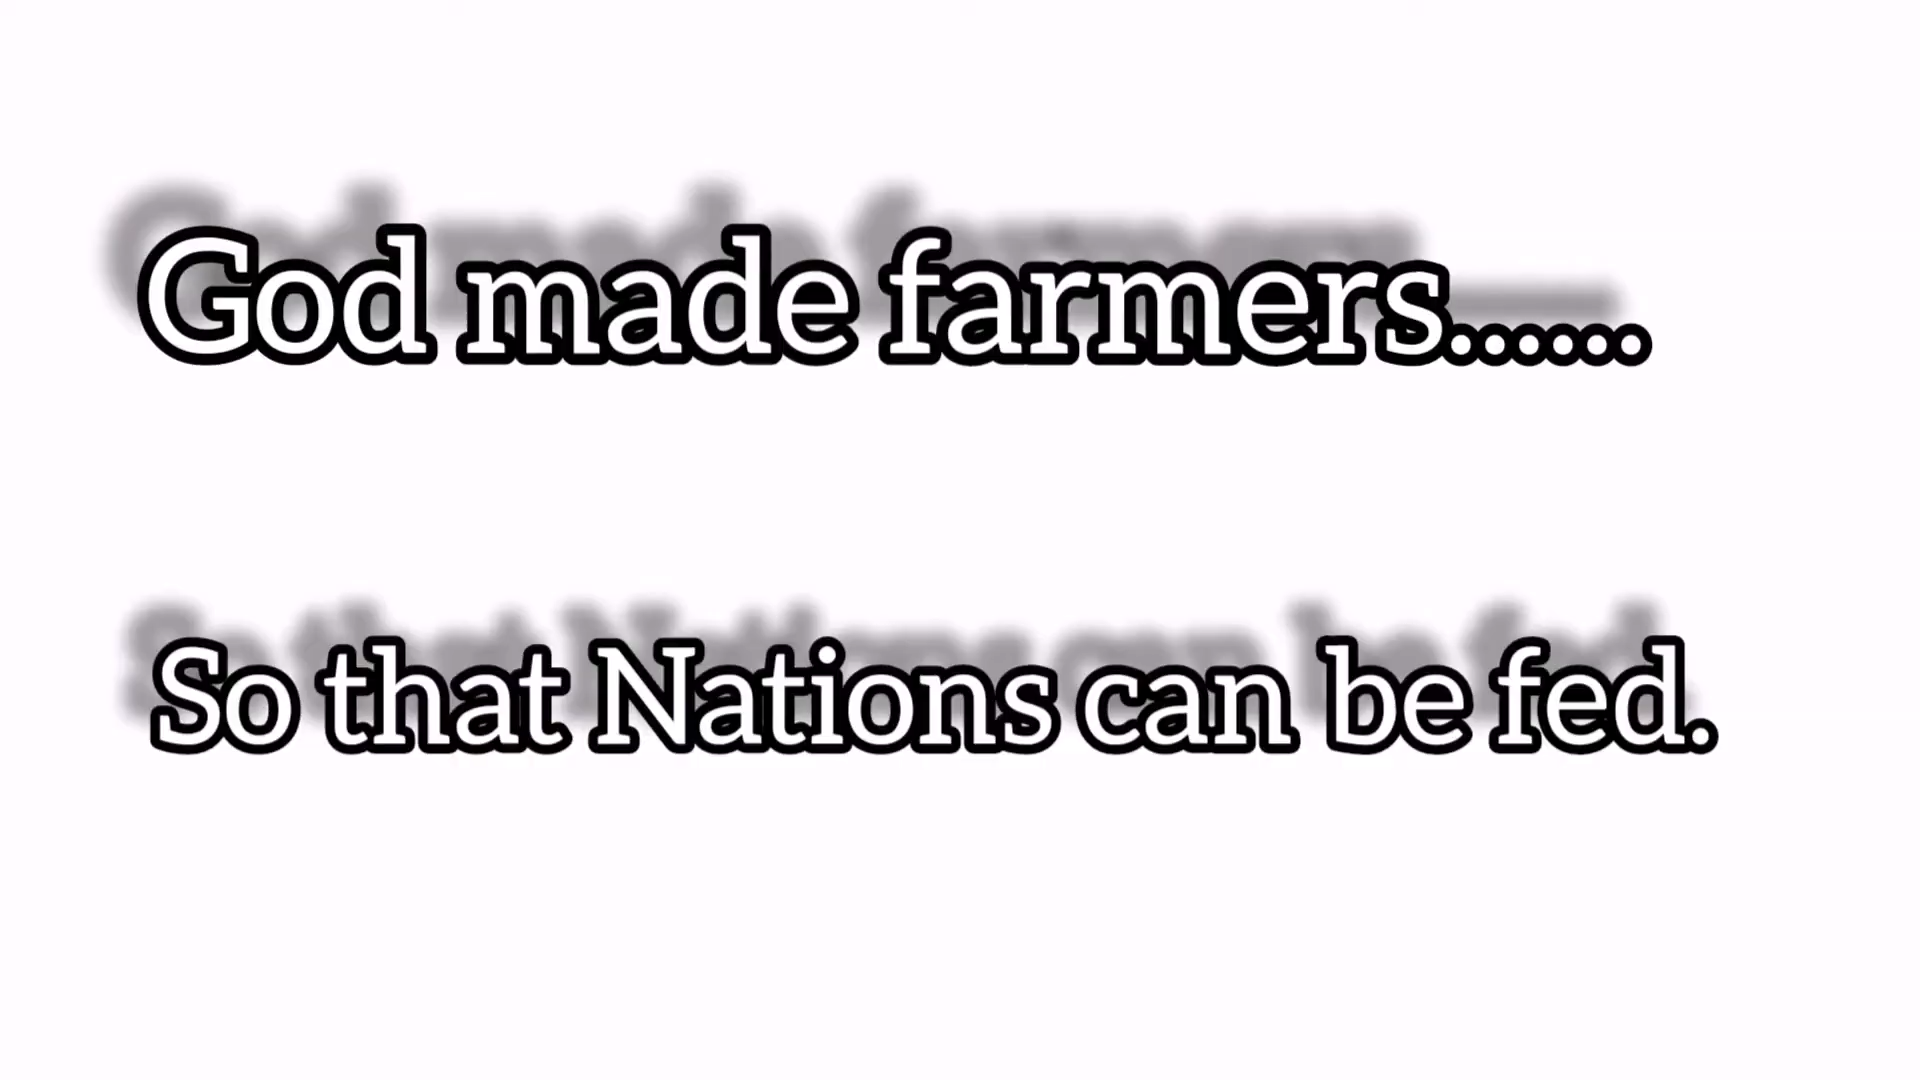 God made farmers......
So that Nations can be fed.